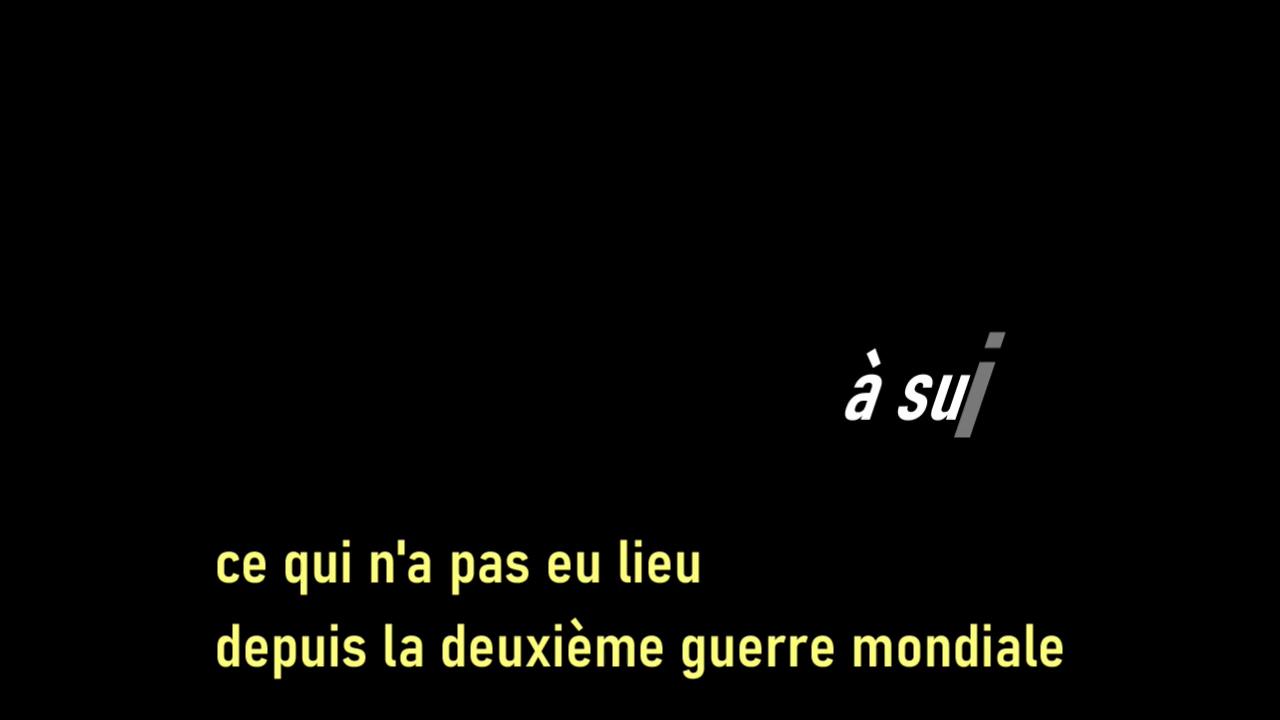 à sui
ce qui n'a pas eu lieu
depuis la deuxième guerre mondiale